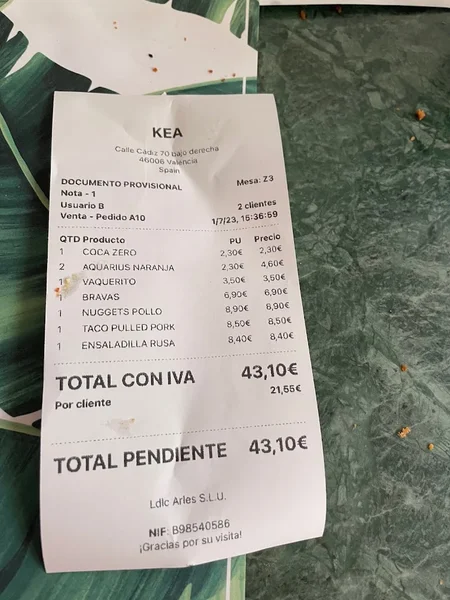 KEA
Calle Cádiz 70 bajo derecha
46006 Valencia
Spain
DOCUMENTO PROVISIONAL Mesa: Z3
Nota - 1
Usuario B 2 clientes
Venta - Pedido A10 1/7/23, 15:36:59
QTD Producto PU Precio
1 COCA ZERO 2,30€ 2,30€
2 AQUARIUS NARANJA 2,30€ 4,60€
1 VAQUERITO 3,50€ 3,50€
1 BRAVAS 6,90€ 6,90€
1 NUGGETS POLLO 8,90€ 8,90€
1 TACO PULLED PORK 8,50€ 8,50€
1 ENSALADILLA RUSA 8,40€ 8,40€
TOTAL CON IVA 43,10€
Por cliente 21,55€
TOTAL PENDIENTE 43,10€
Ldlc Arles S.L.U.
NIF: B98540586
¡Gracias por su visita!